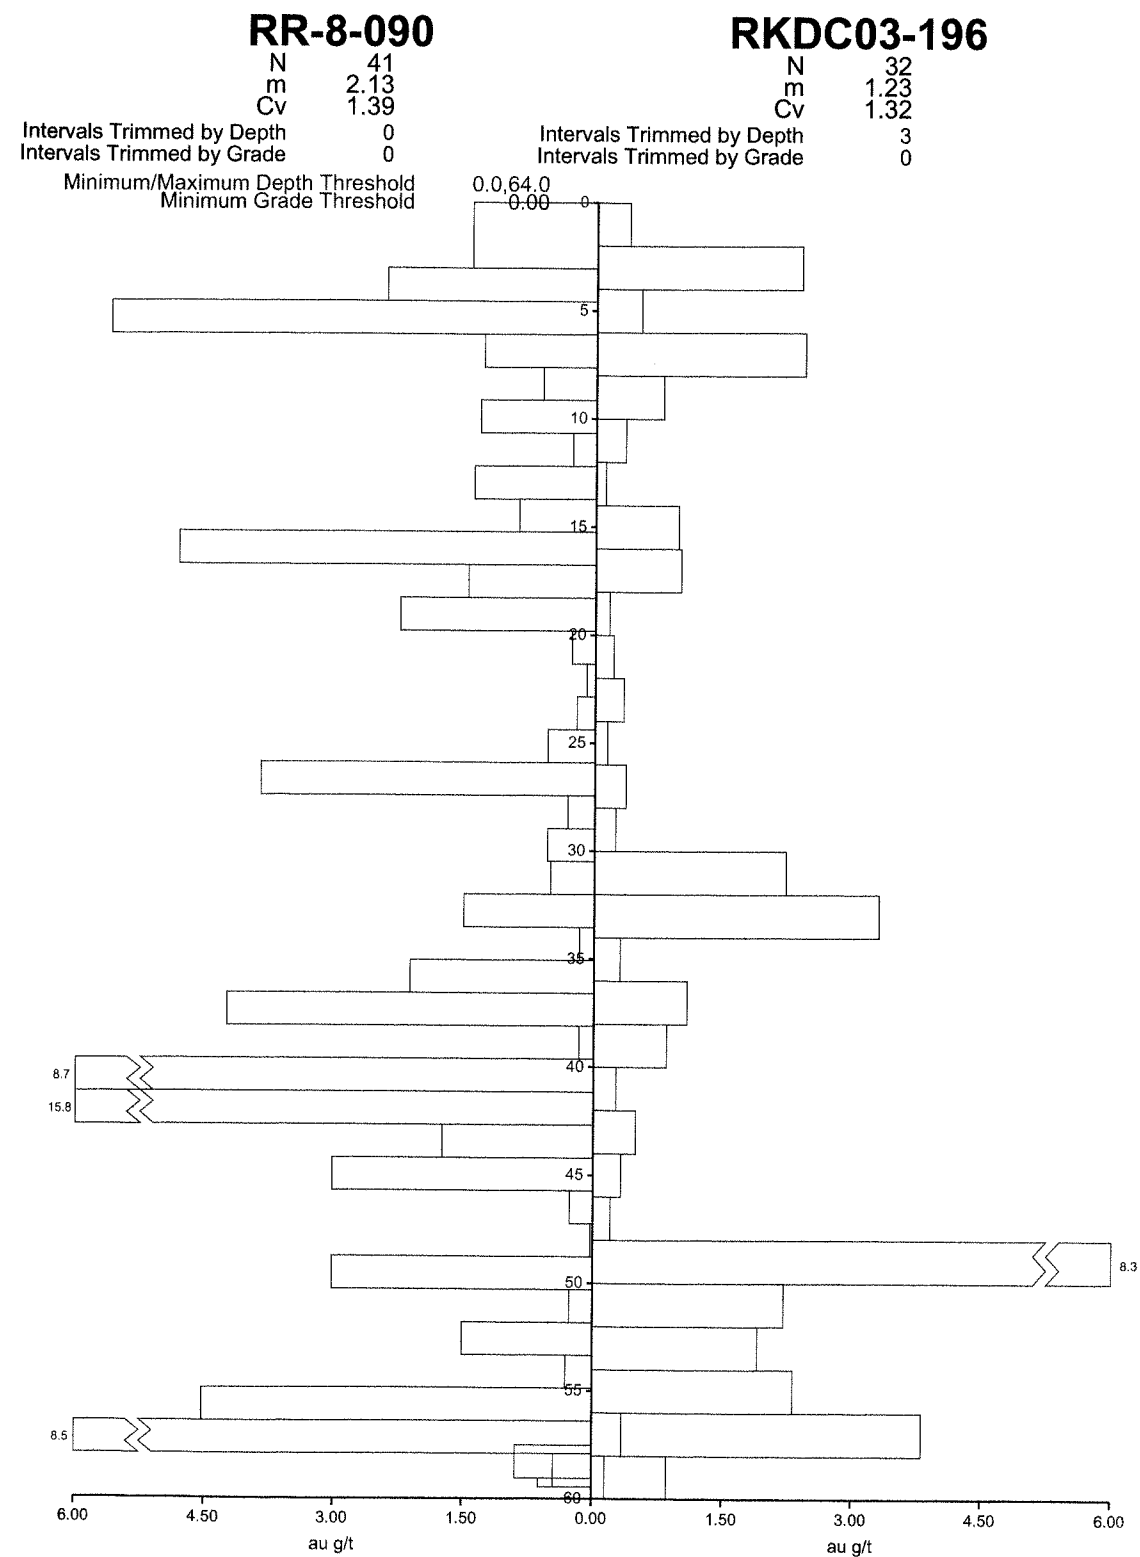 RR-8-090
N 41
m 2.13
Cv 1.39
Intervals Trimmed by Depth 0
Intervals Trimmed by Grade 0
RKDC03-196
N 32
m 1.23
Cv 1.32
Intervals Trimmed by Depth 3
Intervals Trimmed by Grade 0
Minimum/Maximum Depth Threshold 0.0,64.0
Minimum Grade Threshold 0.00
0
5
10
15
20
25
30
35
40
45
50
55
60
8.7
15.8
8.5
8.3
6.00 4.50 3.00 1.50 0.00 1.50 3.00 4.50 6.00
au g/t au g/t